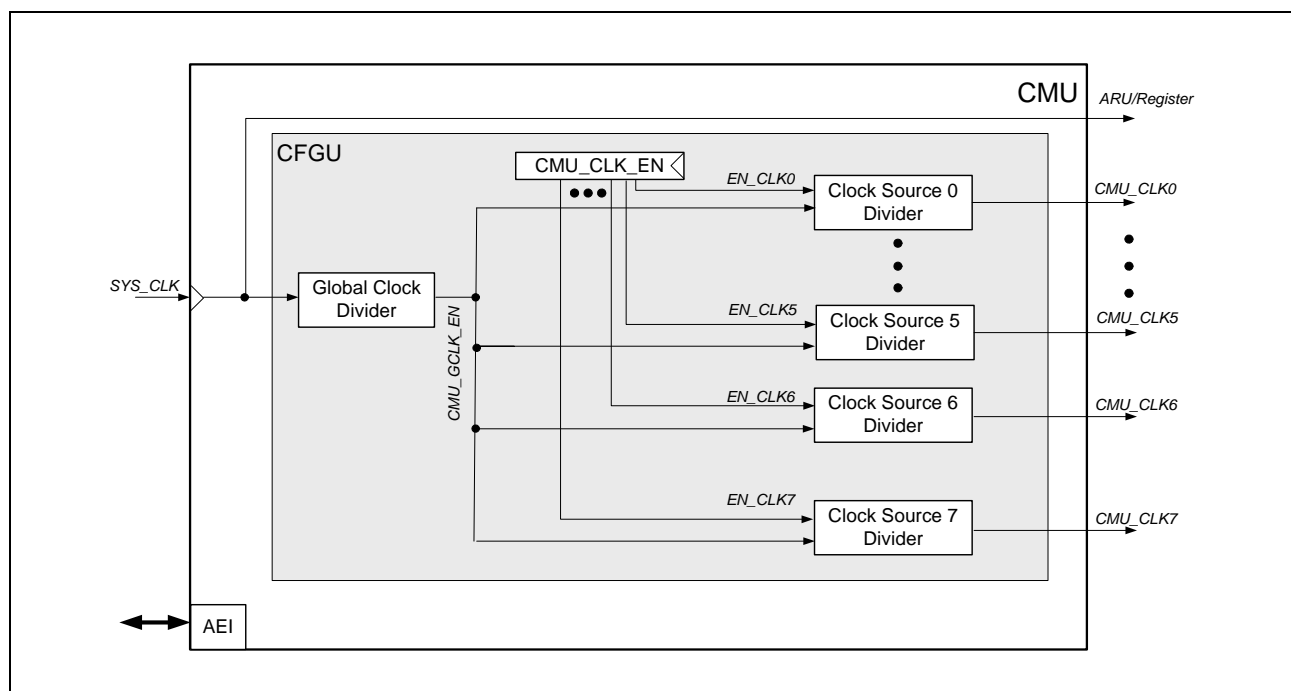 CMU
ARU/Register
CFGU
CMU_CLK_EN
EN_CLK0
Clock Source 0
Divider
CMU_CLK0
SYS_CLK
Global Clock
Divider
CMU_GCLK_EN
EN_CLK5
Clock Source 5
Divider
CMU_CLK5
EN_CLK6
Clock Source 6
Divider
CMU_CLK6
EN_CLK7
Clock Source 7
Divider
CMU_CLK7
AEI